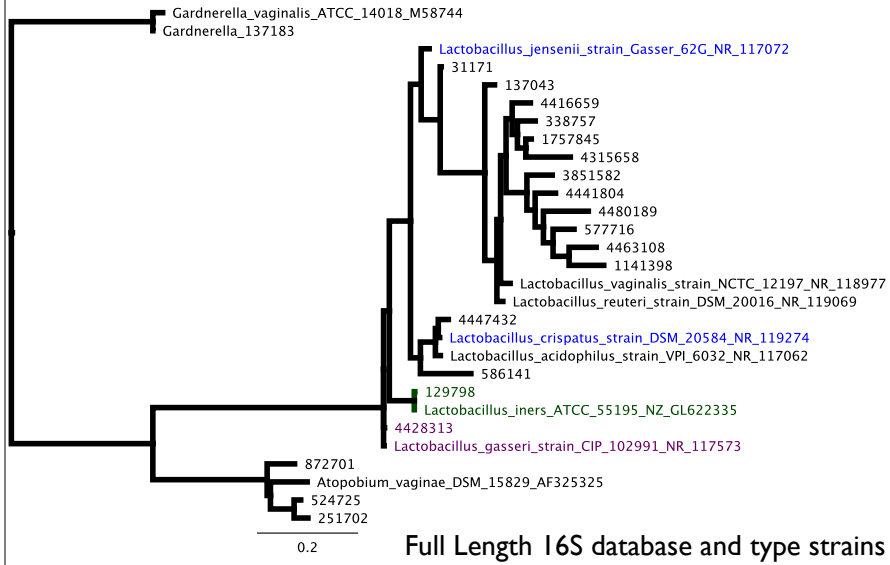 Gardnerella_vaginalis_ATCC_14018_M58744
Gardnerella_137183
Lactobacillus_jensenii_strain_Gasser_62G_NR_117072
31171
137043
4416659
338757
1757845
4315658
3851582
4441804
4480189
577716
4463108
1141398
Lactobacillus_vaginalis_strain_NCTC_12197_NR_118977
Lactobacillus_reuteri_strain_DSM_20016_NR_119069
4447432
Lactobacillus_crispatus_strain_DSM_20584_NR_119274
Lactobacillus_acidophilus_strain_VPI_6032_NR_117062
586141
129798
Lactobacillus_iners_ATCC_55195_NZ_GL622335
4428313
Lactobacillus_gasseri_strain_CIP_102991_NR_117573
872701
Atopobium_vaginae_DSM_15829_AF325325
524725
251702
0.2
Full Length 16S database and type strains